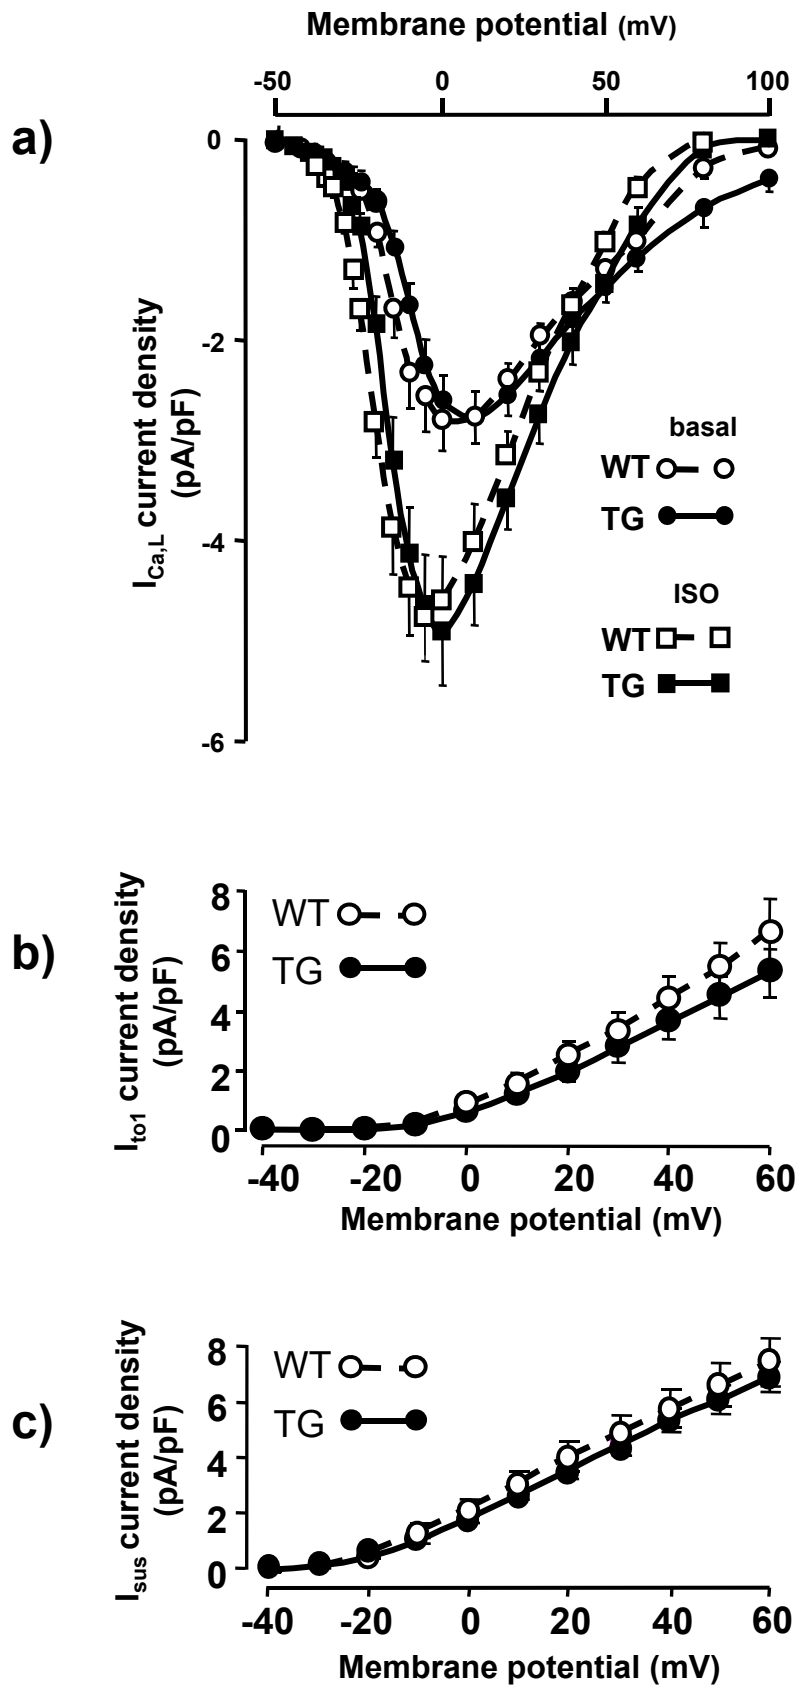 Membrane potential (mV)
-50 0 50 100
a)
0
-2
-4
-6
I_Ca,L current density
(pA/pF)
basal
WT
TG
ISO
WT
TG
b)
I_to1 current density
(pA/pF)
8
6
4
2
0
WT
TG
-40 -20 0 20 40 60
Membrane potential (mV)
c)
I_sus current density
(pA/pF)
8
6
4
2
0
WT
TG
-40 -20 0 20 40 60
Membrane potential (mV)